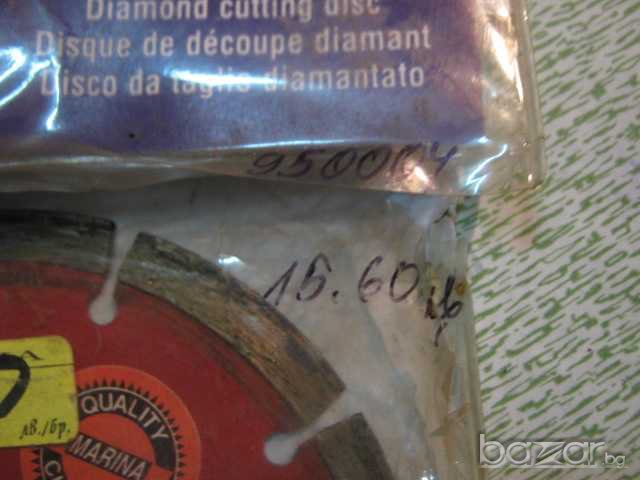 Diamond cutting disc
Disque de découpe diamant
Disco da taglio diamantato
15.60
лв./бр.
QUALITY
MARINA
bazar.bg